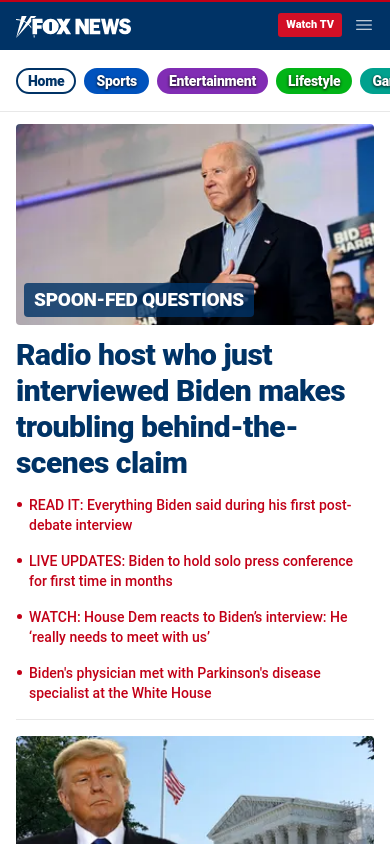 FOX NEWS
Watch TV
Home Sports Entertainment Lifestyle
SPOON-FED QUESTIONS
Radio host who just
interviewed Biden makes
troubling behind-the-
scenes claim
• READ IT: Everything Biden said during his first post-
debate interview
• LIVE UPDATES: Biden to hold solo press conference
for first time in months
• WATCH: House Dem reacts to Biden’s interview: He
‘really needs to meet with us’
• Biden's physician met with Parkinson's disease
specialist at the White House